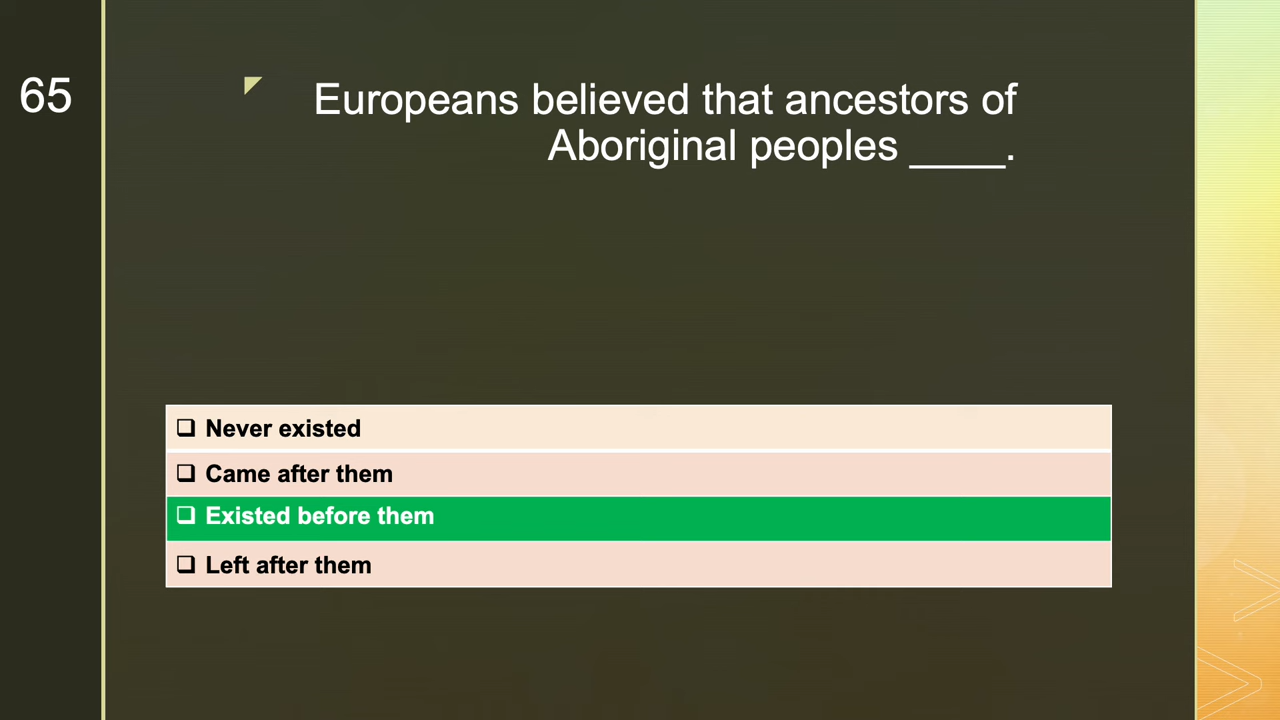 65
Europeans believed that ancestors of
Aboriginal peoples ____.
❑ Never existed
❑ Came after them
❑ Existed before them
❑ Left after them